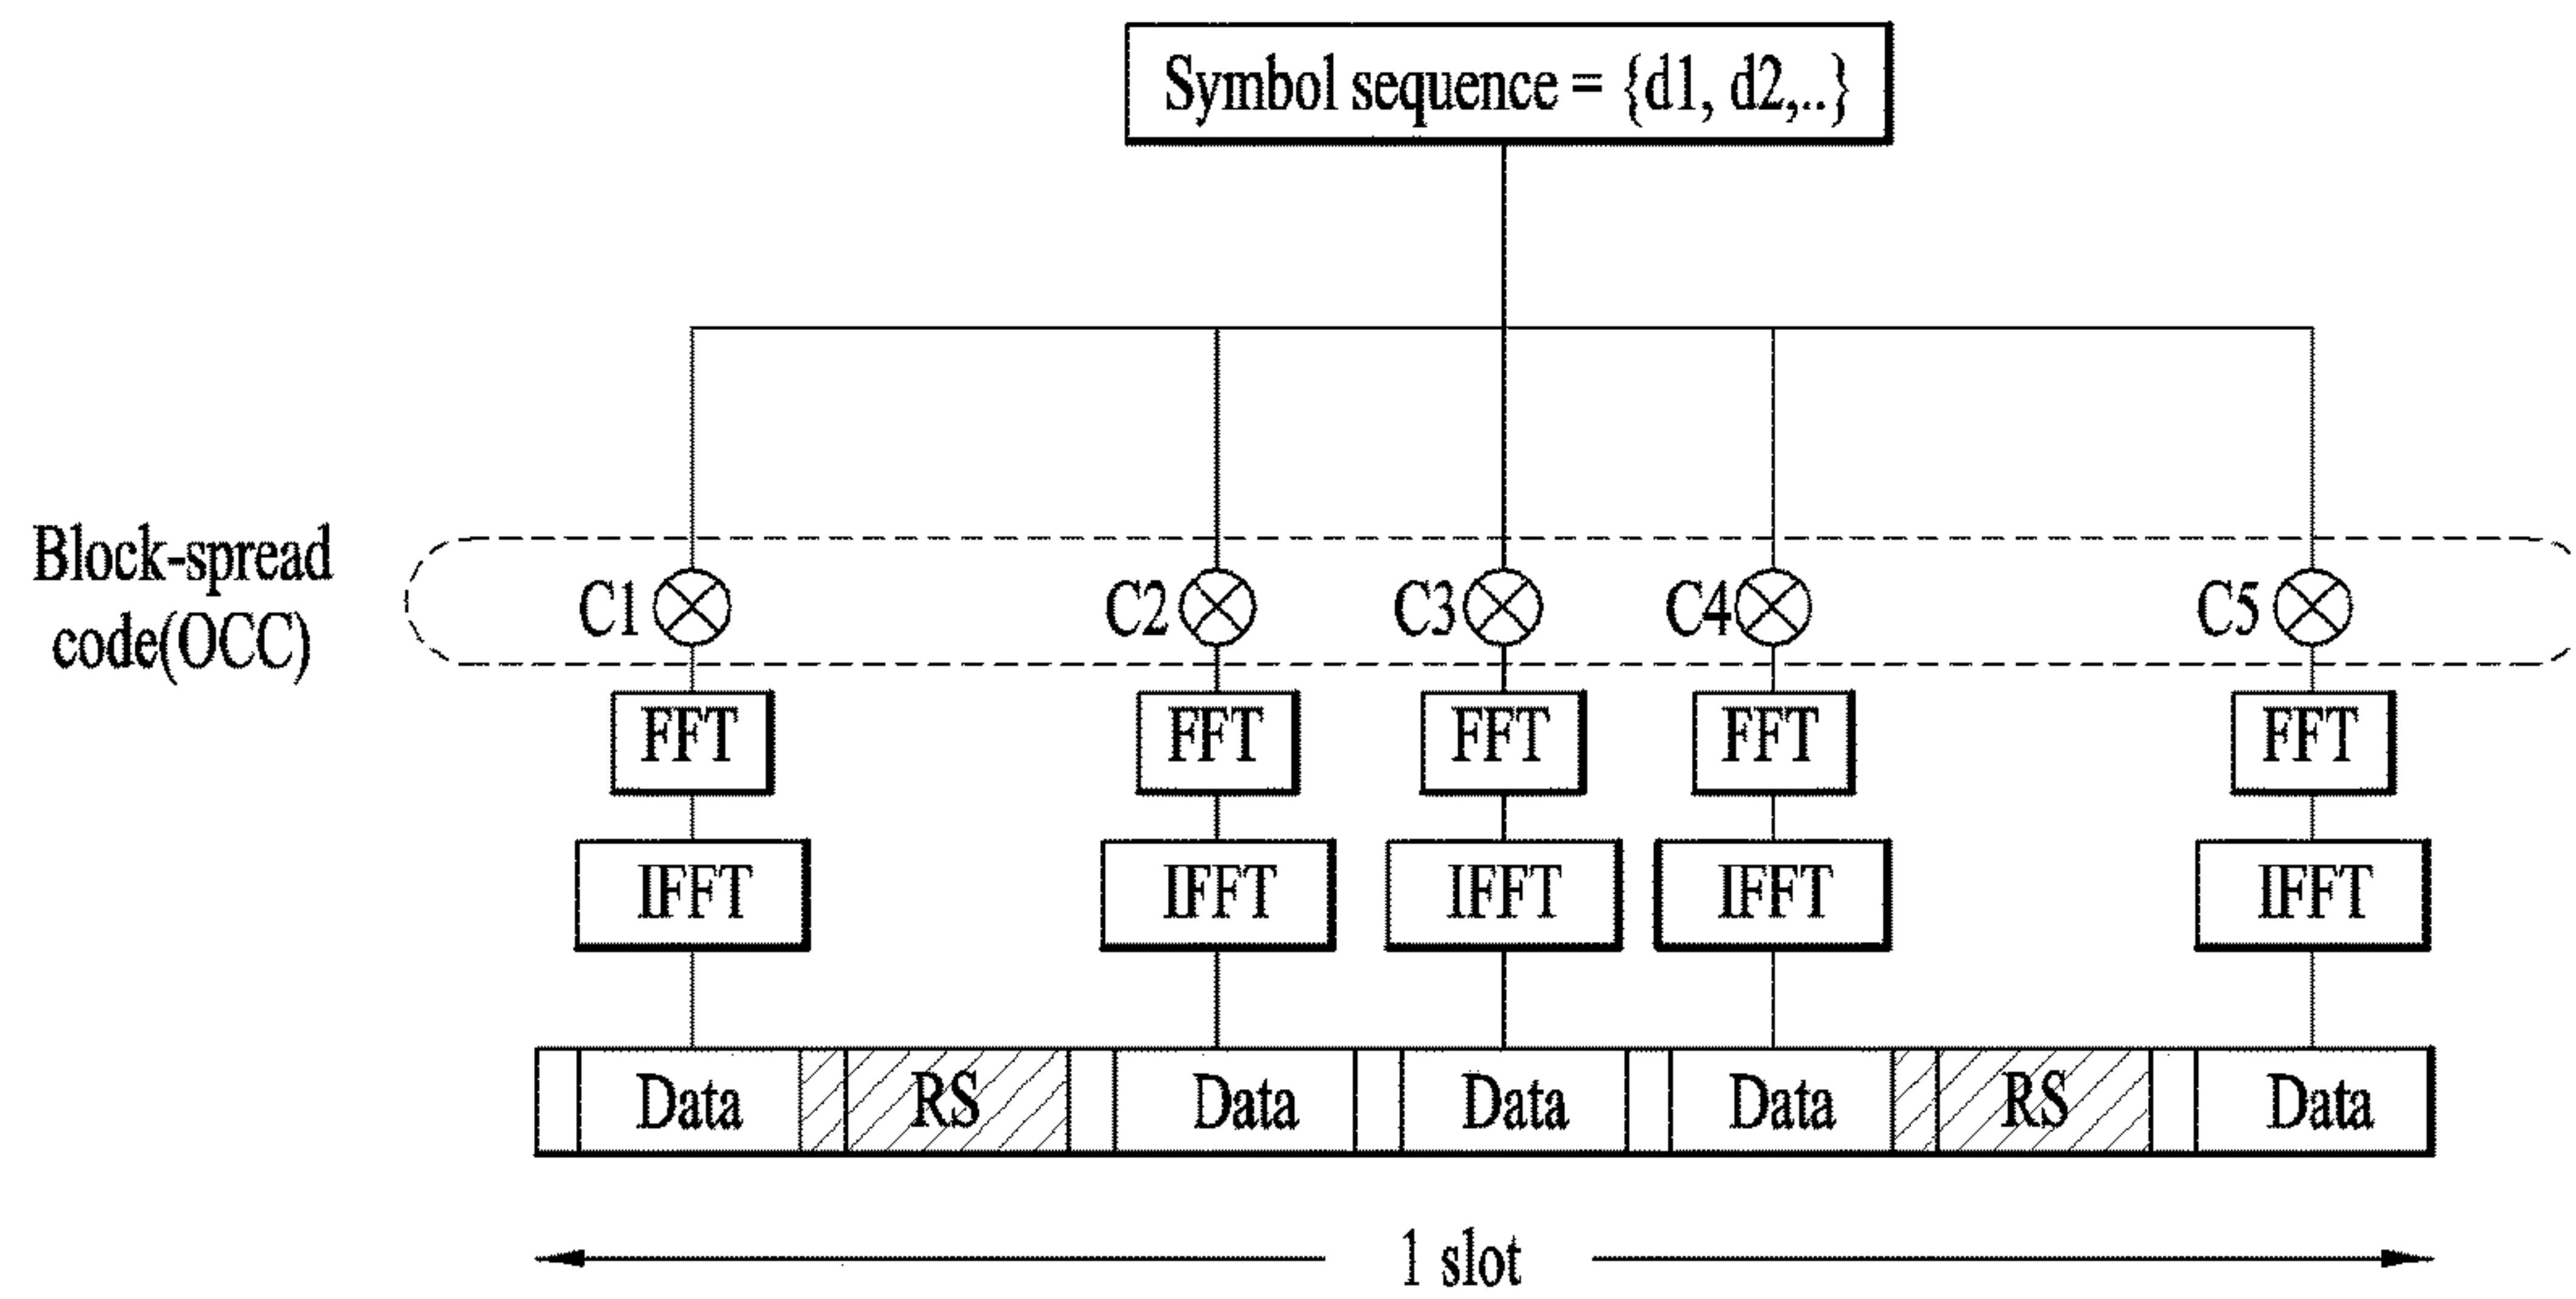 Symbol sequence = {d1, d2,..}
Block-spread
code(OCC)
C1 C2 C3 C4 C5
FFT FFT FFT FFT FFT
IFFT IFFT IFFT IFFT IFFT
Data RS Data Data Data RS Data
1 slot